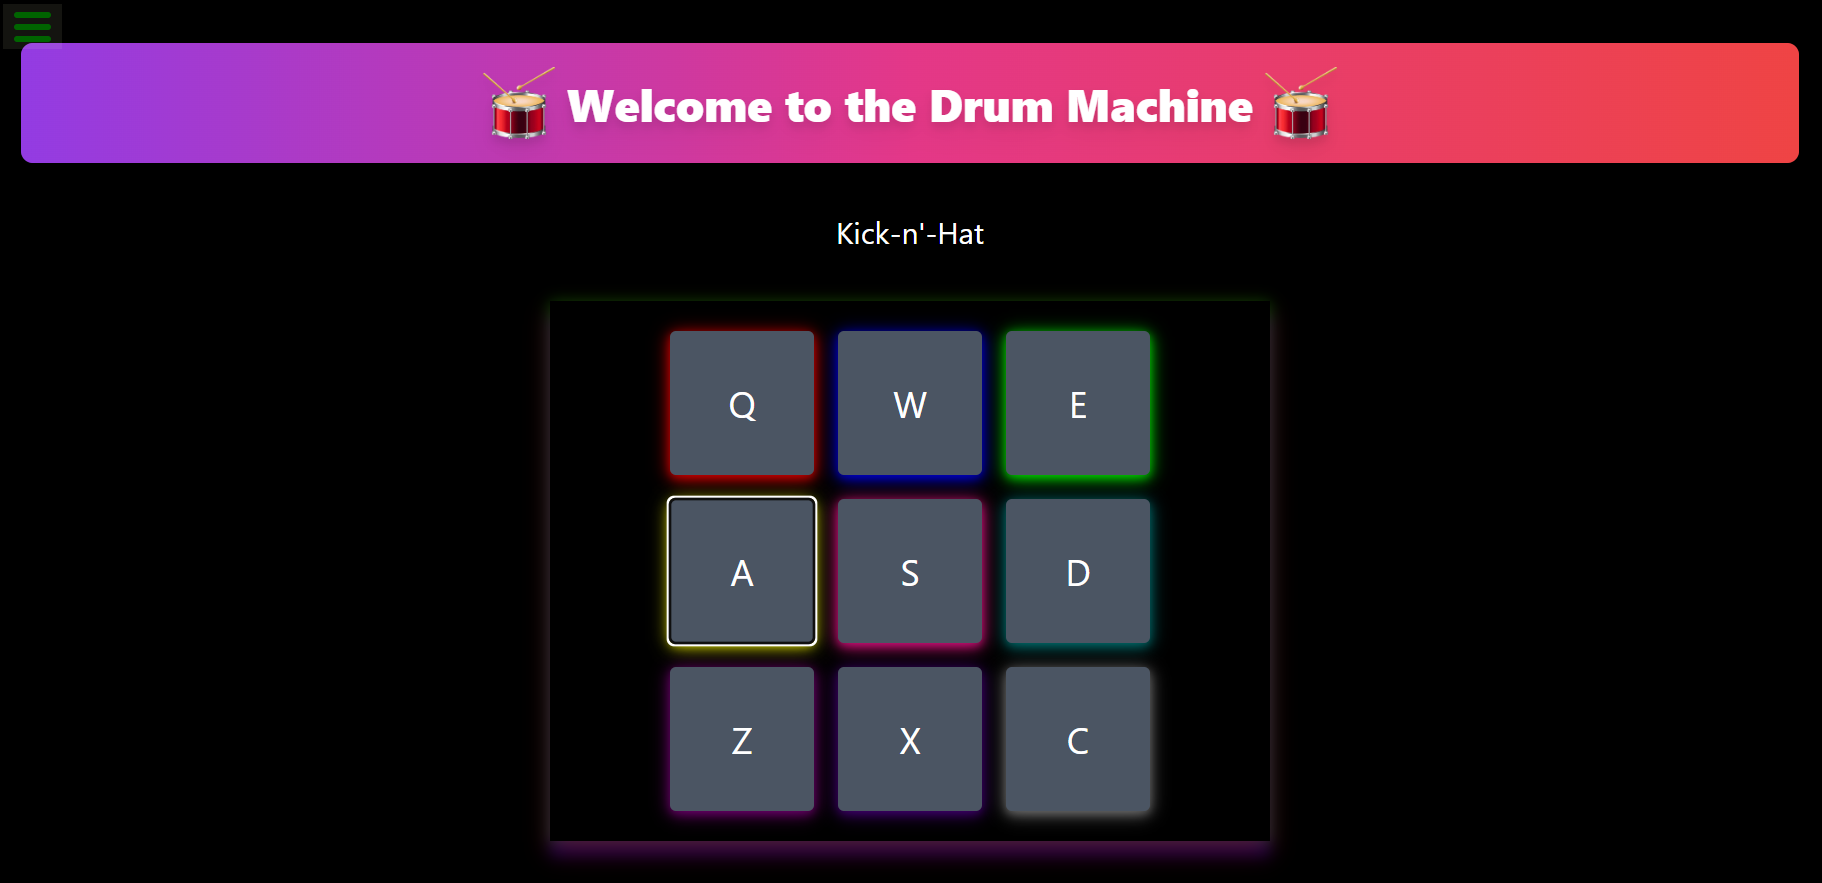 Welcome to the Drum Machine
Kick-n'-Hat
Q W E
A S D
Z X C